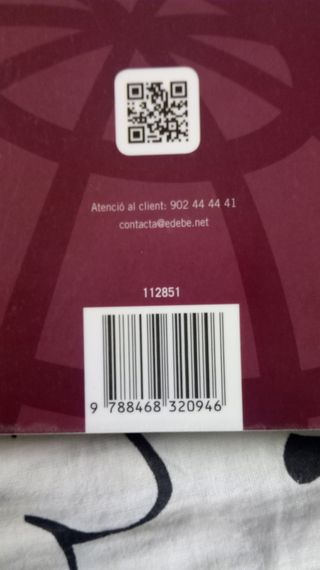 Atenció al client: 902 44 44 41
contacta@edebe.net
112851
9 788468 320946